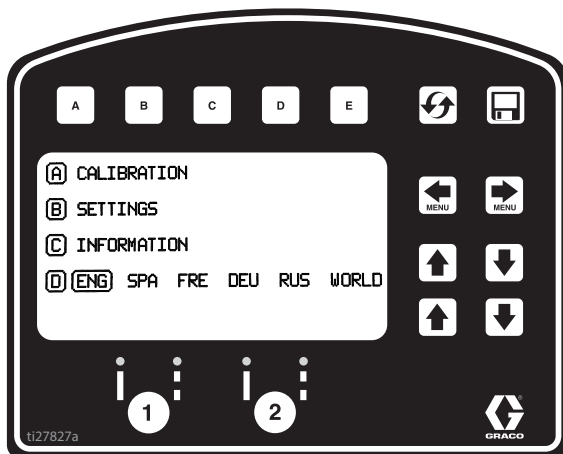 A B C D E
A CALIBRATION
MENU MENU
B SETTINGS
C INFORMATION
D ENG SPA FRE DEU RUS WORLD
1 2
ti27827a
GRACO